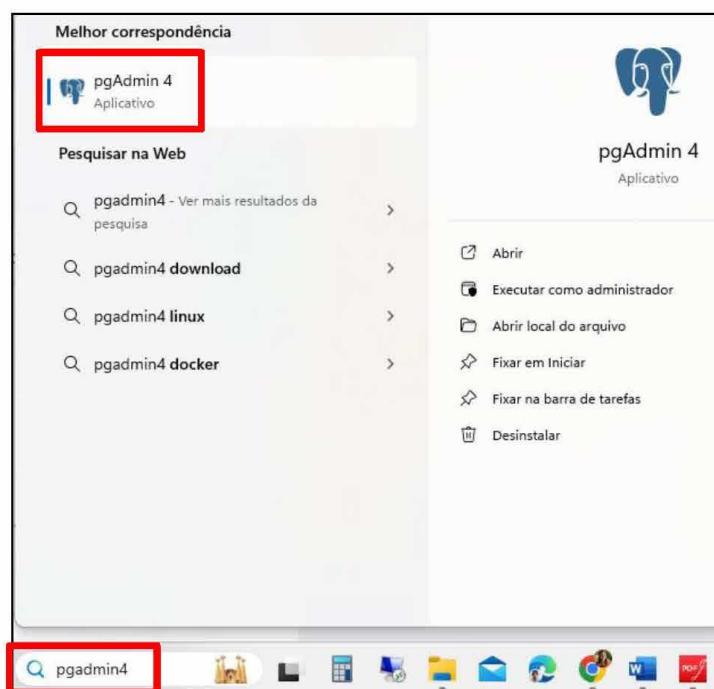 Melhor correspondência
pgAdmin 4
Aplicativo
Pesquisar na Web
pgadmin4 - Ver mais resultados da
pesquisa
pgadmin4 download
pgadmin4 linux
pgadmin4 docker
pgAdmin 4
Aplicativo
Abrir
Executar como administrador
Abrir local do arquivo
Fixar em Iniciar
Fixar na barra de tarefas
Desinstalar
pgadmin4
W
PDF